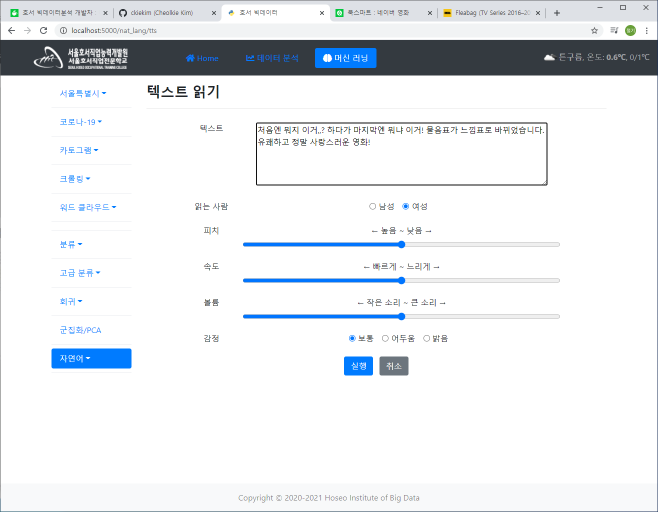 호서 빅데이터분석 개발자
ckiekim (Cheolkie Kim)
호서 빅데이터
북스마트 : 네이버 영화
Fleabag (TV Series 2016–20
localhost:5000/nat_lang/tts
서울호서직업능력개발원
서울호서직업전문학교
Home
데이터 분석
머신 러닝
튼구름, 온도: 0.6℃, 0/1℃
서울특별시
코로나-19
카토그램
크롤링
워드 클라우드
분류
고급 분류
회귀
군집화/PCA
자연어
텍스트 읽기
텍스트
처음엔 뭐지 이거,,? 하다가 마지막엔 뭐냐 이거! 물음표가 느낌표로 바뀌었습니다.
유쾌하고 정말 사랑스러운 영화!
읽는 사람
남성
여성
피치
← 높음 ~ 낮음 →
속도
← 빠르게 ~ 느리게 →
볼륨
← 작은 소리 ~ 큰 소리 →
감정
보통
어두움
밝음
실행
취소
Copyright © 2020-2021 Hoseo Institute of Big Data